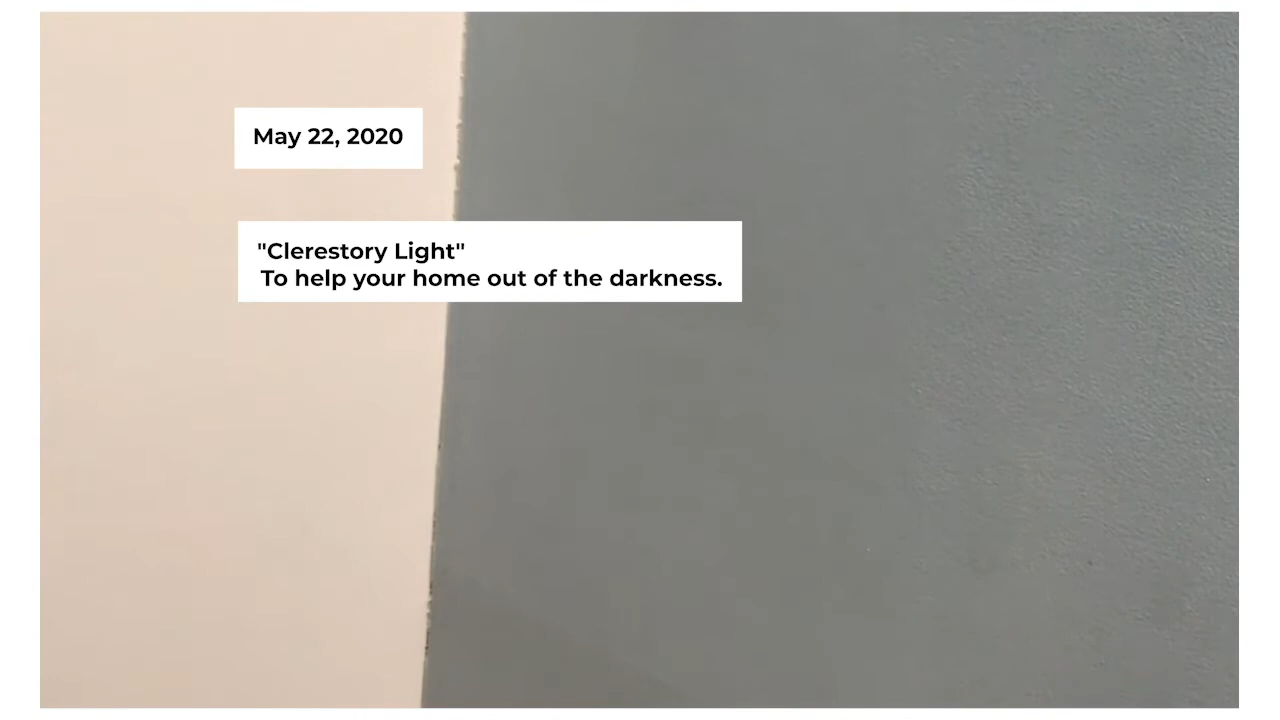 May 22, 2020
"Clerestory Light"
To help your home out of the darkness.